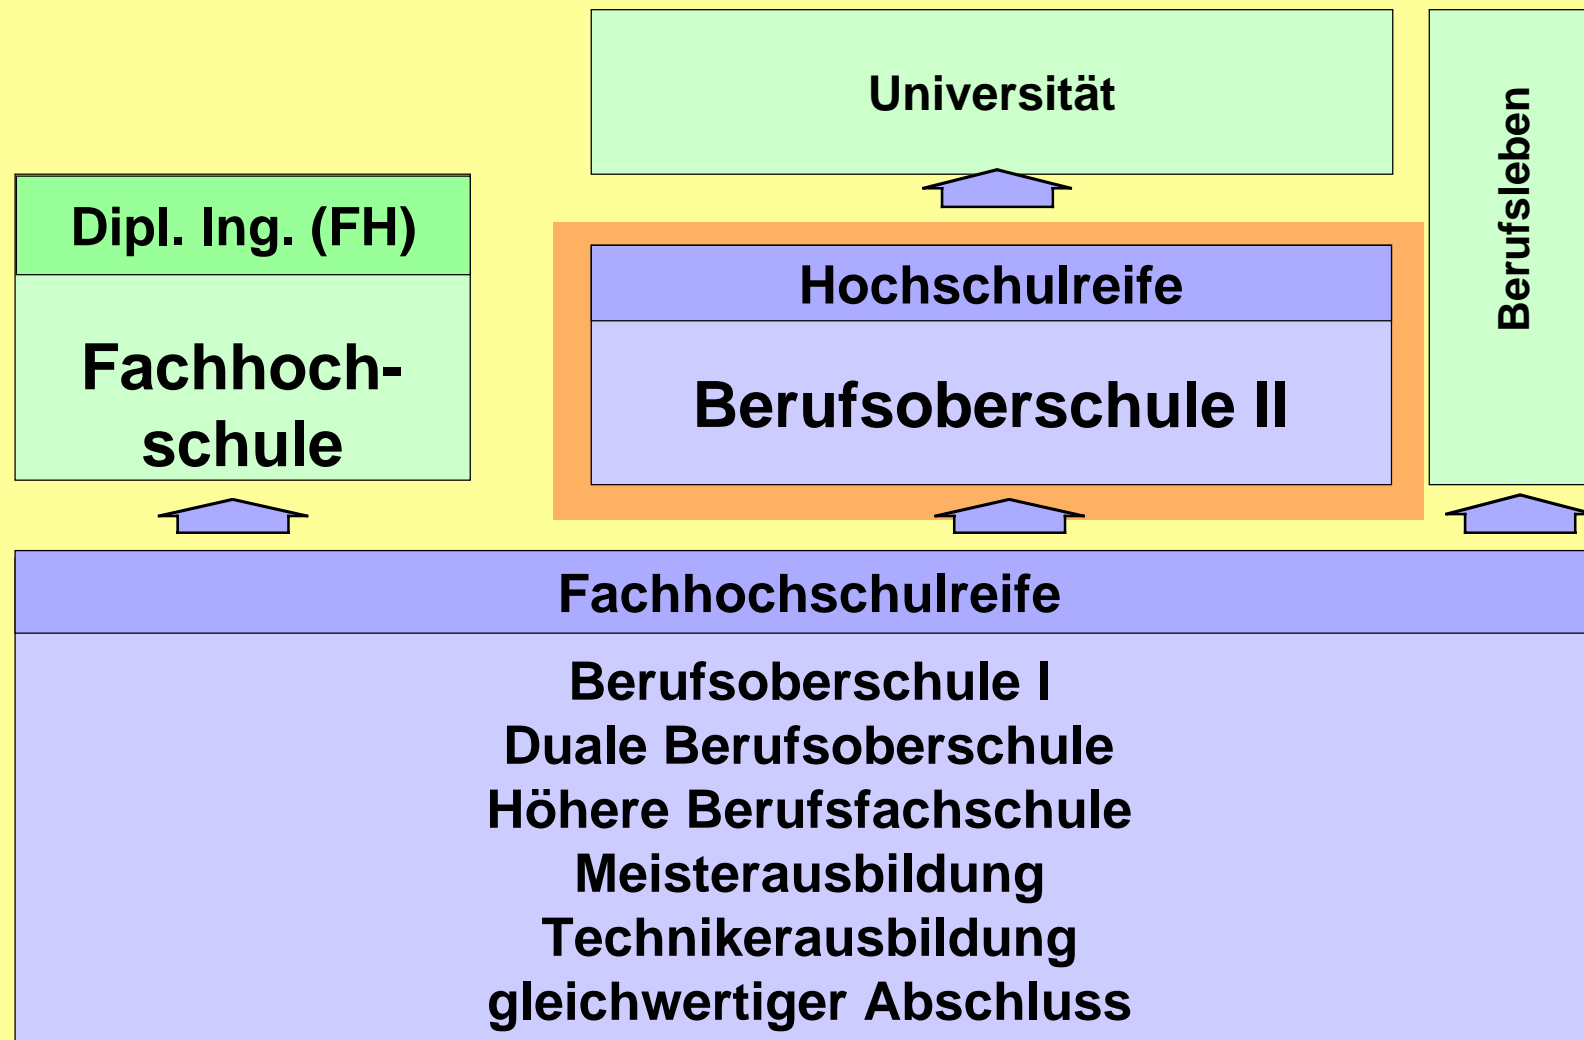 Universität
Berufsleben
Dipl. Ing. (FH)
Fachhoch-
schule
Hochschulreife
Berufsoberschule II
Fachhochschulreife
Berufsoberschule I
Duale Berufsoberschule
Höhere Berufsfachschule
Meisterausbildung
Technikerausbildung
gleichwertiger Abschluss